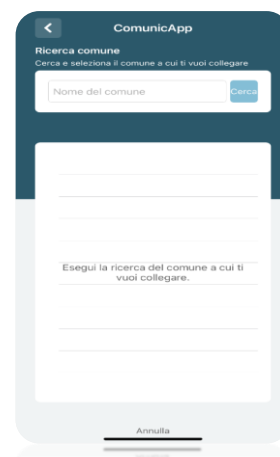 ComunicApp
Ricerca comune
Cerca e seleziona il comune a cui ti vuoi collegare
Nome del comune
Cerca
Esegui la ricerca del comune a cui ti
vuoi collegare.
Annulla